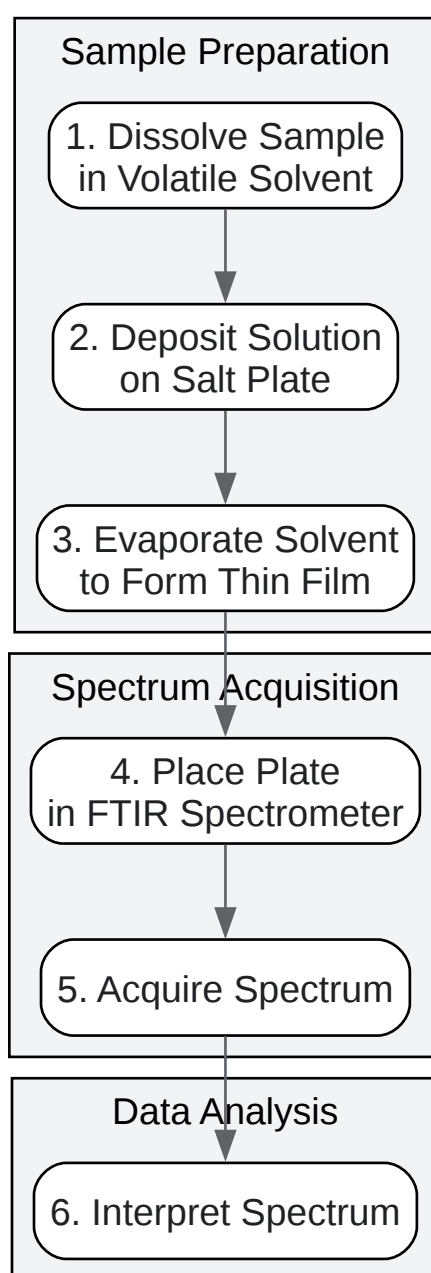 Sample Preparation
1. Dissolve Sample
in Volatile Solvent
2. Deposit Solution
on Salt Plate
3. Evaporate Solvent
to Form Thin Film
Spectrum Acquisition
4. Place Plate
in FTIR Spectrometer
5. Acquire Spectrum
Data Analysis
6. Interpret Spectrum